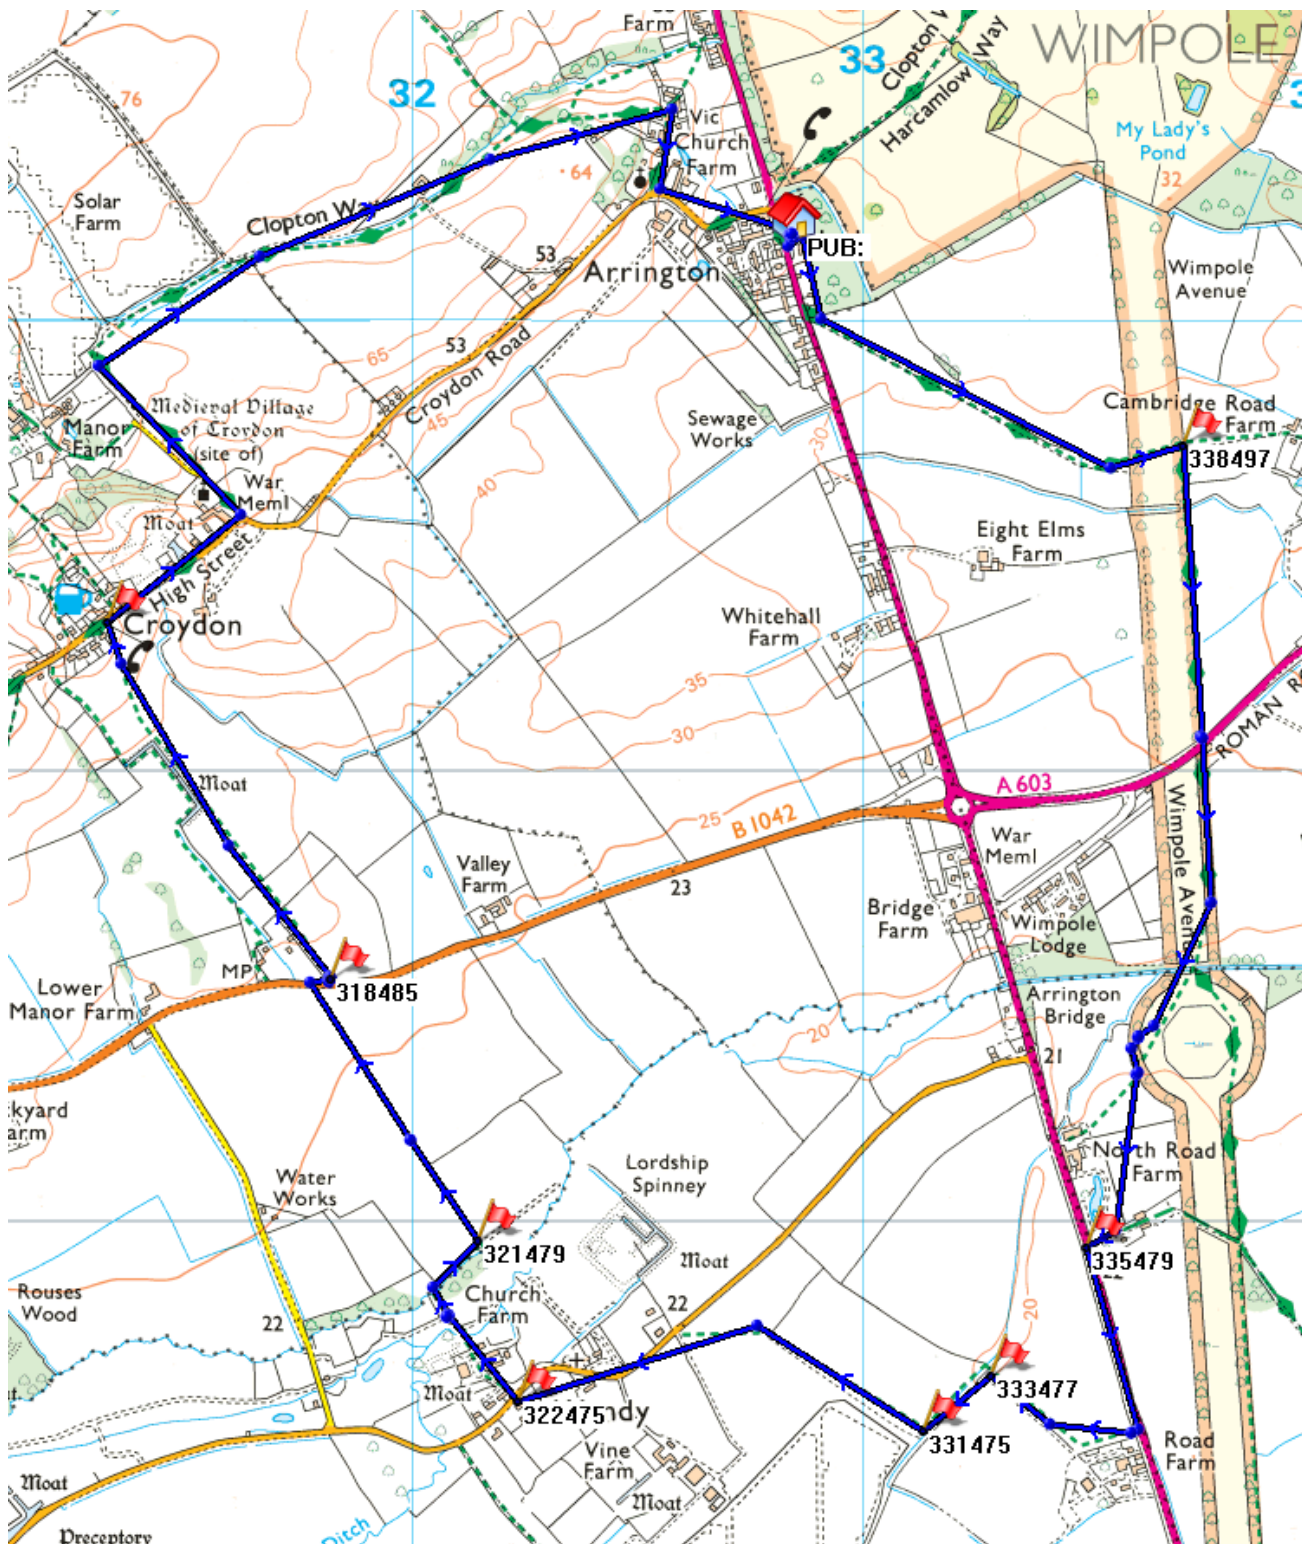 Farm
WIMPOLE
33
Clopton W
Harcamlow Way
32
76
Vic
Church
Farm
My Lady's
Pond
32
64
Solar
Farm
Clopton W
PUB:
53
Arrington
Wimpole
Avenue
53
65
Croydon Road
45
Medieval Village
of Croydon
(site of)
Manor
Farm
Sewage
Works
30
Cambridge Road
Farm
338497
War
Meml
40
Moat
Eight Elms
Farm
High Street
Croydon
Whitehall
Farm
35
30
ROMAN R
Moat
A 603
25
B 1042
Wimpole Avenu
War
Meml
Valley
Farm
23
Bridge
Farm
Wimpole
Lodge
MP
318485
Lower
Manor Farm
Arrington
Bridge
20
21
kyard
arm
North Road
Farm
Lordship
Spinney
Water
Works
321479
335479
Moat
Rouses
Wood
Church
Farm
22
22
20
333477
Moat
322475
ndy
331475
Vine
Farm
Road
Farm
Moat
Moat
Ditch
Preceptory